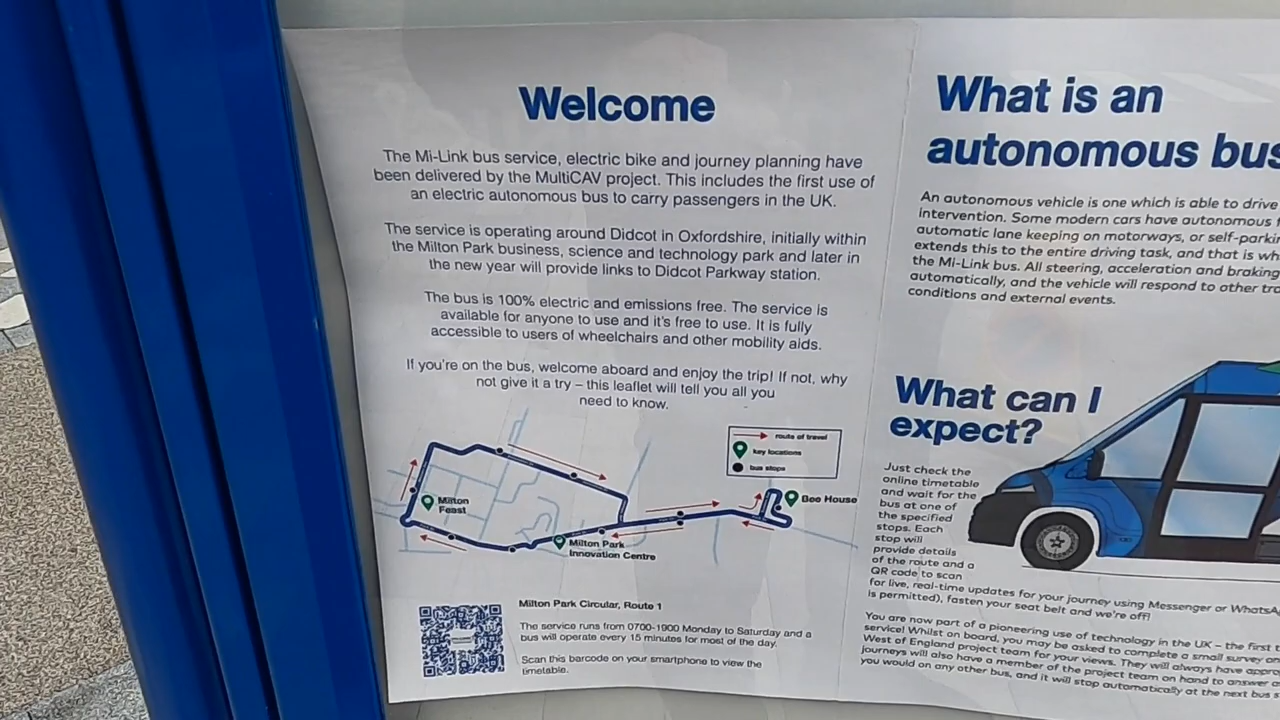 Welcome
The Mi-Link bus service, electric bike and journey planning have
been delivered by the MultiCAV project. This includes the first use of
an electric autonomous bus to carry passengers in the UK.
The service is operating around Didcot in Oxfordshire, initially within
the Milton Park business, science and technology park and later in
the new year will provide links to Didcot Parkway station.
The bus is 100% electric and emissions free. The service is
available for anyone to use and it's free to use. It is fully
accessible to users of wheelchairs and other mobility aids.
If you're on the bus, welcome aboard and enjoy the trip! If not, why
not give it a try – this leaflet will tell you all you
need to know.
route of travel
key locations
bus stops
Milton
Feast
Bee House
Milton Park
Innovation Centre
Milton Park Circular, Route 1
The service runs from 0700-1900 Monday to Saturday and a
bus will operate every 15 minutes for most of the day.
Scan this barcode on your smartphone to view the
timetable.
What is an
autonomous bus
An autonomous vehicle is one which is able to drive
intervention. Some modern cars have autonomous
automatic lane keeping on motorways, or self-parki
extends this to the entire driving task, and that is wh
the Mi-Link bus. All steering, acceleration and braking
automatically, and the vehicle will respond to other tra
conditions and external events.
What can I
expect?
Just check the
online timetable
and wait for the
bus at one of
the specified
stops. Each
stop will
provide details
of the route and a
QR code to scan
for live, real-time updates for your journey using Messenger or WhatsA
is permitted), fasten your seat belt and we're off!
You are now part of a pioneering use of technology in the UK – the first
service! Whilst on board, you may be asked to complete a small survey or
West of England project team for your views. They will always have appro
journeys will also have a member of the project team on hand to answer
you would on any other bus, and it will stop automatically at the next bus s